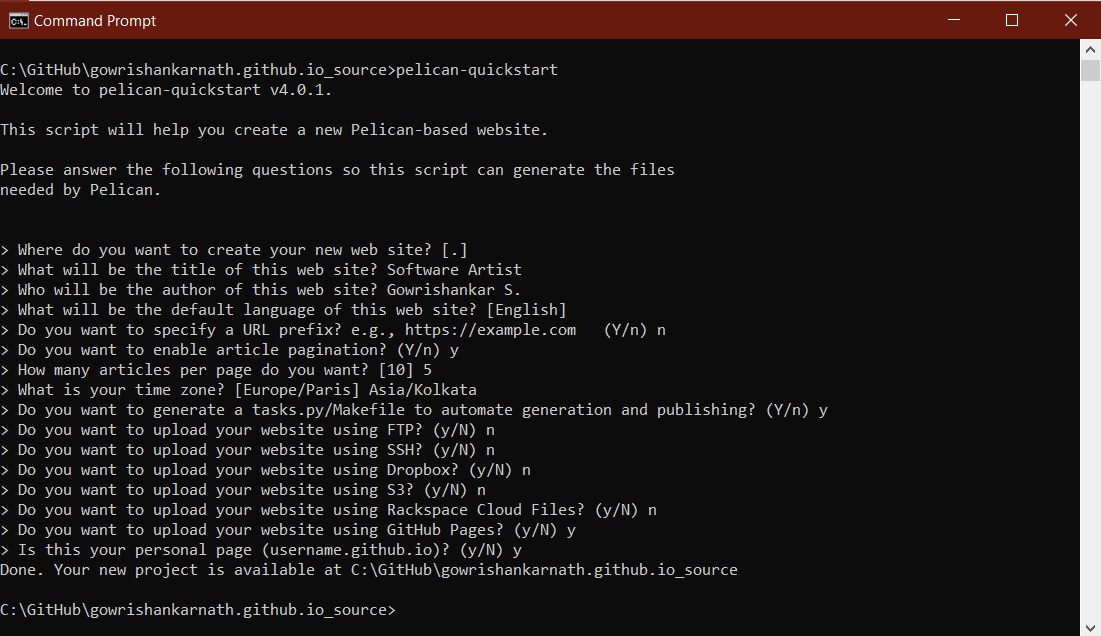 Command Prompt
C:\GitHub\gowrishankarnath.github.io_source>pelican-quickstart
Welcome to pelican-quickstart v4.0.1.
This script will help you create a new Pelican-based website.
Please answer the following questions so this script can generate the files
needed by Pelican.
> Where do you want to create your new web site? [.]
> What will be the title of this web site? Software Artist
> Who will be the author of this web site? Gowrishankar S.
> What will be the default language of this web site? [English]
> Do you want to specify a URL prefix? e.g., https://example.com   (Y/n) n
> Do you want to enable article pagination? (Y/n) y
> How many articles per page do you want? [10] 5
> What is your time zone? [Europe/Paris] Asia/Kolkata
> Do you want to generate a tasks.py/Makefile to automate generation and publishing? (Y/n) y
> Do you want to upload your website using FTP? (y/N) n
> Do you want to upload your website using SSH? (y/N) n
> Do you want to upload your website using Dropbox? (y/N) n
> Do you want to upload your website using S3? (y/N) n
> Do you want to upload your website using Rackspace Cloud Files? (y/N) n
> Do you want to upload your website using GitHub Pages? (y/N) y
> Is this your personal page (username.github.io)? (y/N) y
Done. Your new project is available at C:\GitHub\gowrishankarnath.github.io_source
C:\GitHub\gowrishankarnath.github.io_source>